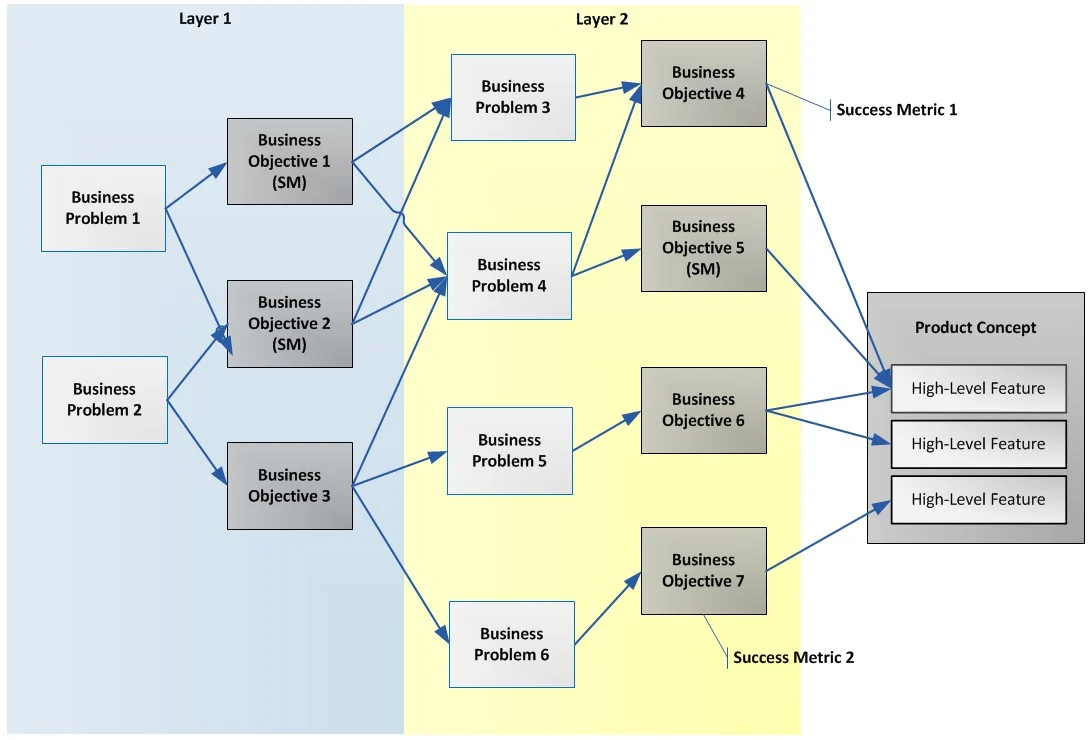 Layer 1
Layer 2
Business
Problem 1
Business
Problem 2
Business
Objective 1
(SM)
Business
Objective 2
(SM)
Business
Objective 3
Business
Problem 3
Business
Problem 4
Business
Problem 5
Business
Problem 6
Business
Objective 4
Business
Objective 5
(SM)
Business
Objective 6
Business
Objective 7
Success Metric 1
Success Metric 2
Product Concept
High-Level Feature
High-Level Feature
High-Level Feature